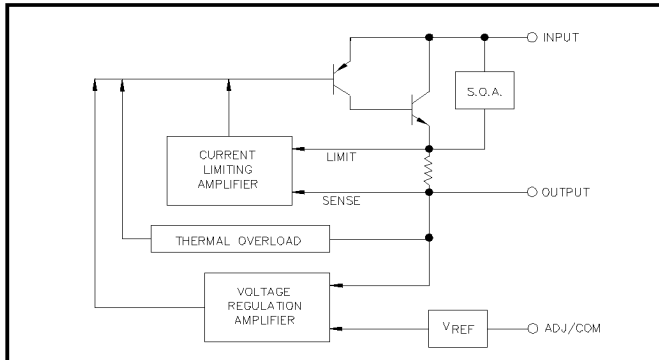 INPUT
S.O.A.
CURRENT
LIMITING
AMPLIFIER
LIMIT
SENSE
OUTPUT
THERMAL OVERLOAD
VOLTAGE
REGULATION
AMPLIFIER
VREF
ADJ/COM